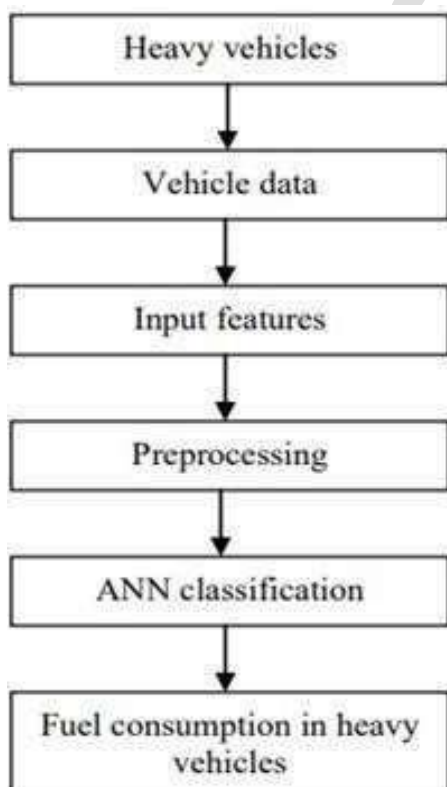 Heavy vehicles
Vehicle data
Input features
Preprocessing
ANN classification
Fuel consumption in heavy
vehicles